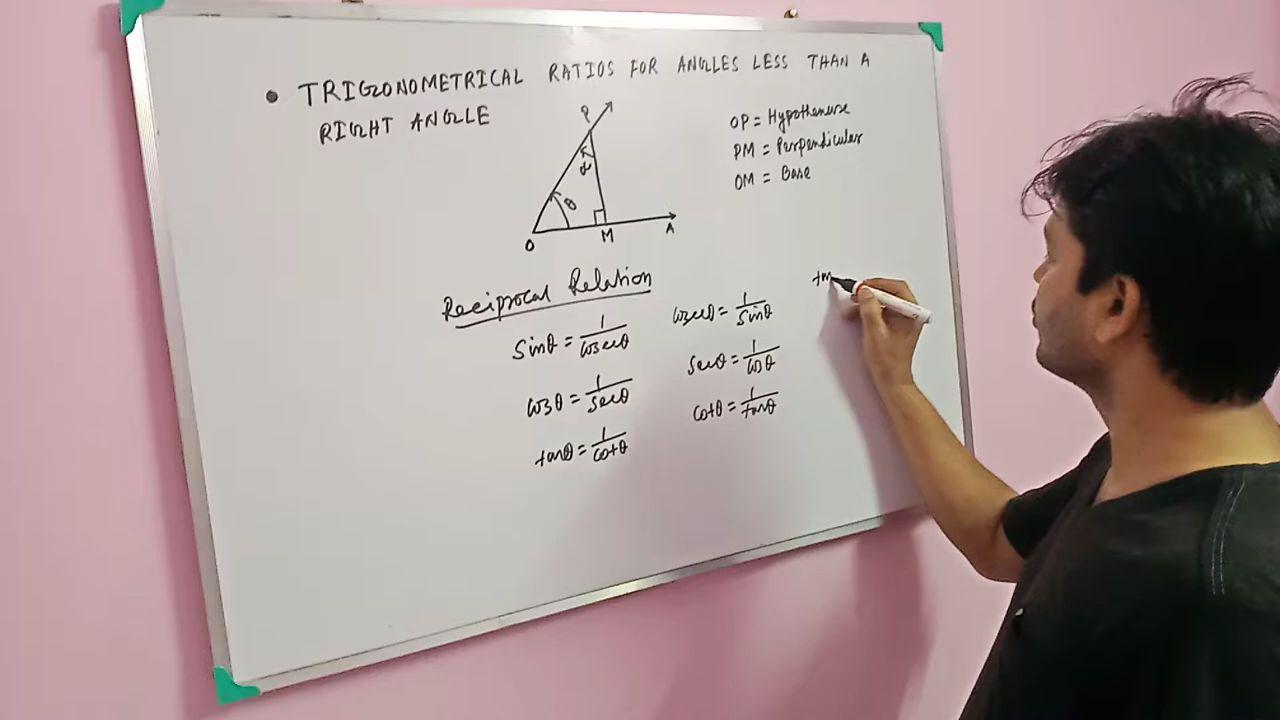 • TRIGONOMETRICAL RATIOS FOR ANGLES LESS THAN A
RIGHT ANGLE
P
α
θ
O
M
A
OP = Hypothenuse
PM = Perpendicular
OM = Base
Reciprocal Relation
sinθ = 1/cosecθ
cosθ = 1/secθ
tanθ = 1/cotθ
cosecθ = 1/sinθ
secθ = 1/cosθ
cotθ = 1/tanθ